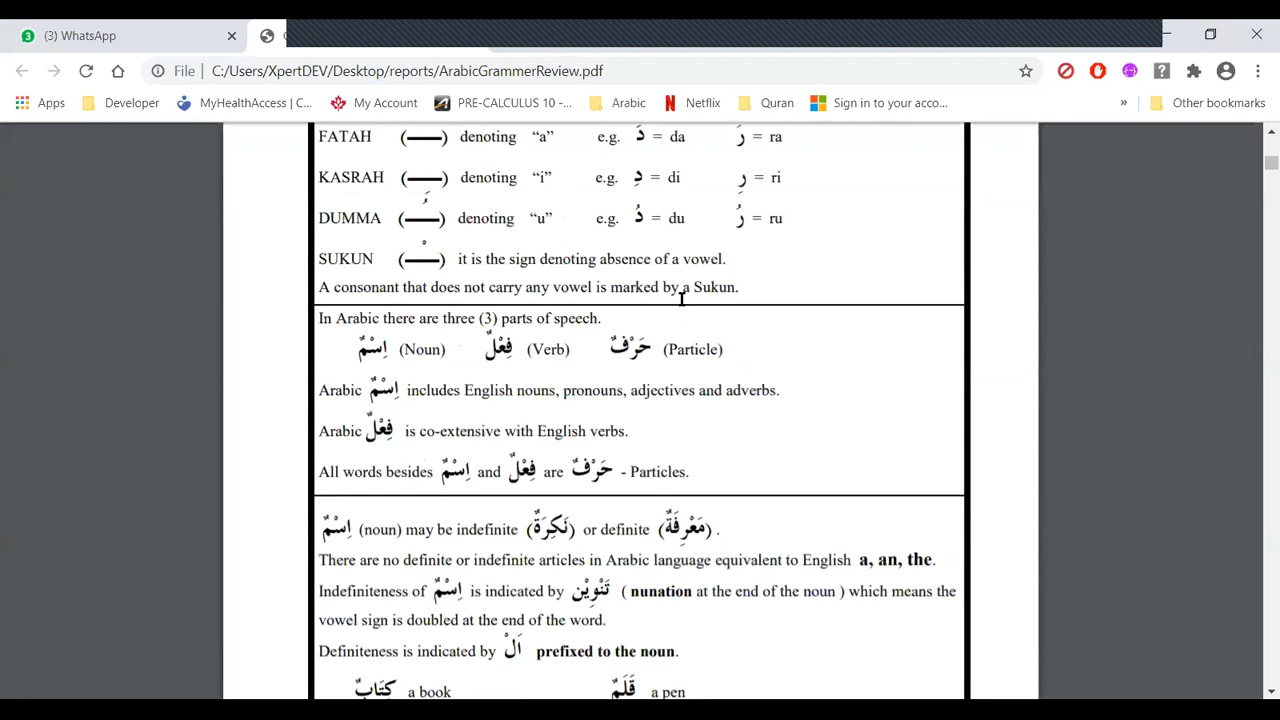 (3) WhatsApp
File | C:/Users/XpertDEV/Desktop/reports/ArabicGrammerReview.pdf
Apps Developer MyHealthAccess | C... My Account PRE-CALCULUS 10 -... Arabic Netflix Quran Sign in to your acco... » Other bookmarks
FATAH (——) denoting “a” e.g. دَ = da رَ = ra
KASRAH (——) denoting “i” e.g. دِ = di رِ = ri
DUMMA (——) denoting “u” e.g. دُ = du رُ = ru
SUKUN (——) it is the sign denoting absence of a vowel.
A consonant that does not carry any vowel is marked by a Sukun.
In Arabic there are three (3) parts of speech.
اِسْمٌ (Noun) فِعْلٌ (Verb) حَرْفٌ (Particle)
Arabic اِسْمٌ includes English nouns, pronouns, adjectives and adverbs.
Arabic فِعْلٌ is co-extensive with English verbs.
All words besides اِسْمٌ and فِعْلٌ are حَرْفٌ - Particles.
اِسْمٌ (noun) may be indefinite (نَكِرَةٌ) or definite (مَعْرِفَةٌ) .
There are no definite or indefinite articles in Arabic language equivalent to English a, an, the.
Indefiniteness of اِسْمٌ is indicated by تَنْوِيْن ( nunation at the end of the noun ) which means the
vowel sign is doubled at the end of the word.
Definiteness is indicated by اَلْ prefixed to the noun.
كِتَابٌ a book قَلَمٌ a pen